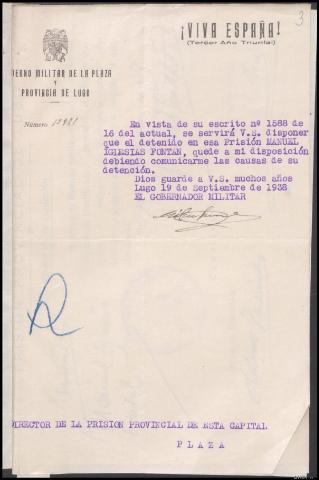 ¡VIVA ESPAÑA!
(Tercer Año Triunfal)
3
IERNO MILITAR DE LA PLAZA
Y
PROVINCIA DE LUGO
Número
En vista de su escrito nº 1588 de
16 del actual, se servirá V.S. disponer
que el detenido en esa Prisión MANUEL
IGLESIAS FONTAN, quede a mi disposición
debiendo comunicarme las causas de su
detención.
Dios guarde a V.S. muchos años
Lugo 19 de Septiembre de 1938
EL GOBERNADOR MILITAR
DIRECTOR DE LA PRISION PROVINCIAL DE ESTA CAPITAL
P L A Z A